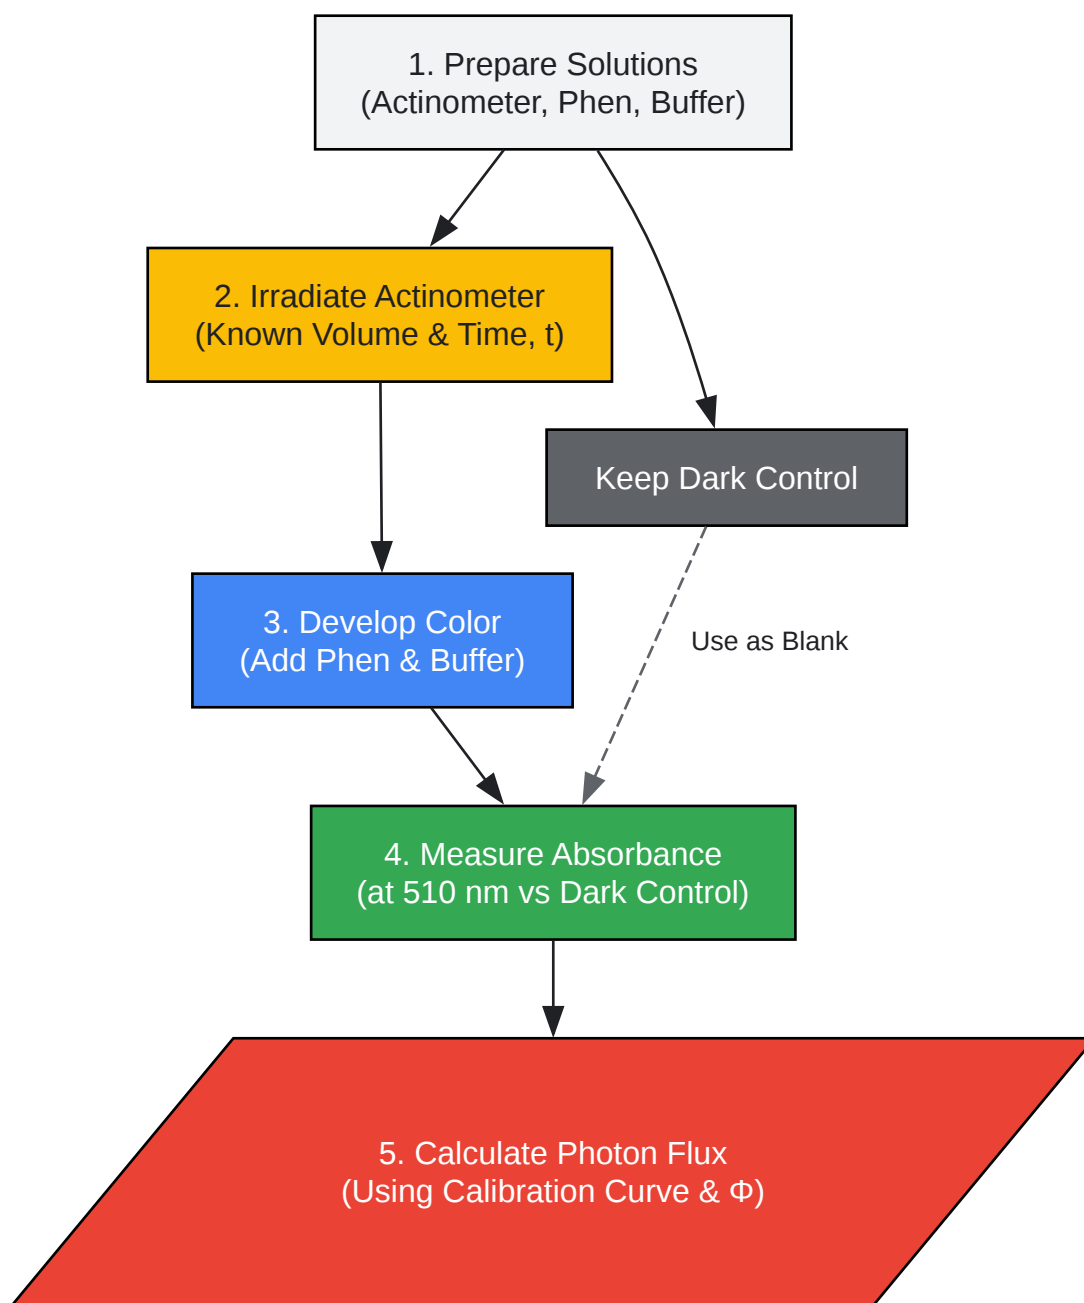 1. Prepare Solutions
(Actinometer, Phen, Buffer)
2. Irradiate Actinometer
(Known Volume & Time, t)
Keep Dark Control
3. Develop Color
(Add Phen & Buffer)
Use as Blank
4. Measure Absorbance
(at 510 nm vs Dark Control)
5. Calculate Photon Flux
(Using Calibration Curve & Φ)